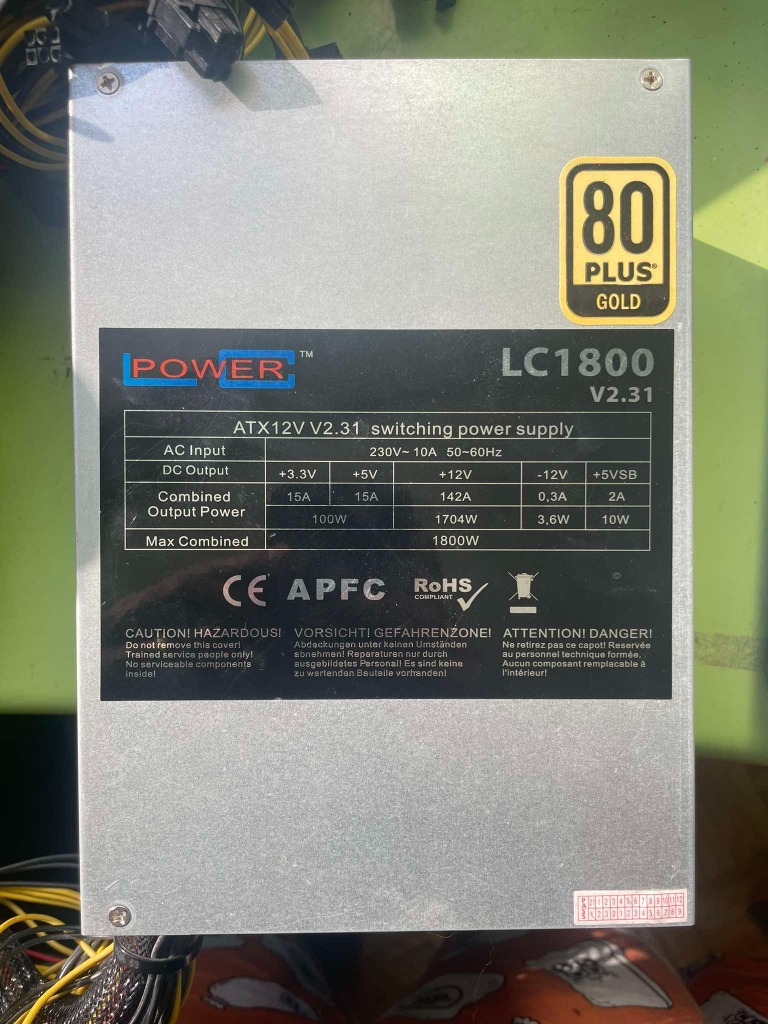 80
PLUS®
GOLD
LC POWER™
LC1800
V2.31
ATX12V V2.31 switching power supply
AC Input 230V~ 10A 50~60Hz
DC Output +3.3V +5V +12V -12V +5VSB
Combined Output Power 15A 15A 142A 0,3A 2A
100W 1704W 3,6W 10W
Max Combined 1800W
CE APFC RoHS
COMPLIANT
CAUTION! HAZARDOUS!
Do not remove this cover!
Trained service people only!
No serviceable components
inside!
VORSICHT! GEFAHRENZONE!
Abdeckungen unter keinen Umständen
abnehmen! Reparaturen nur durch
ausgebildetes Personal! Es sind keine
zu wartenden Bauteile vorhanden!
ATTENTION! DANGER!
Ne retirez pas ce capot! Reservée
au personnel technique formée.
Aucun composant remplacable à
l'intérieur!